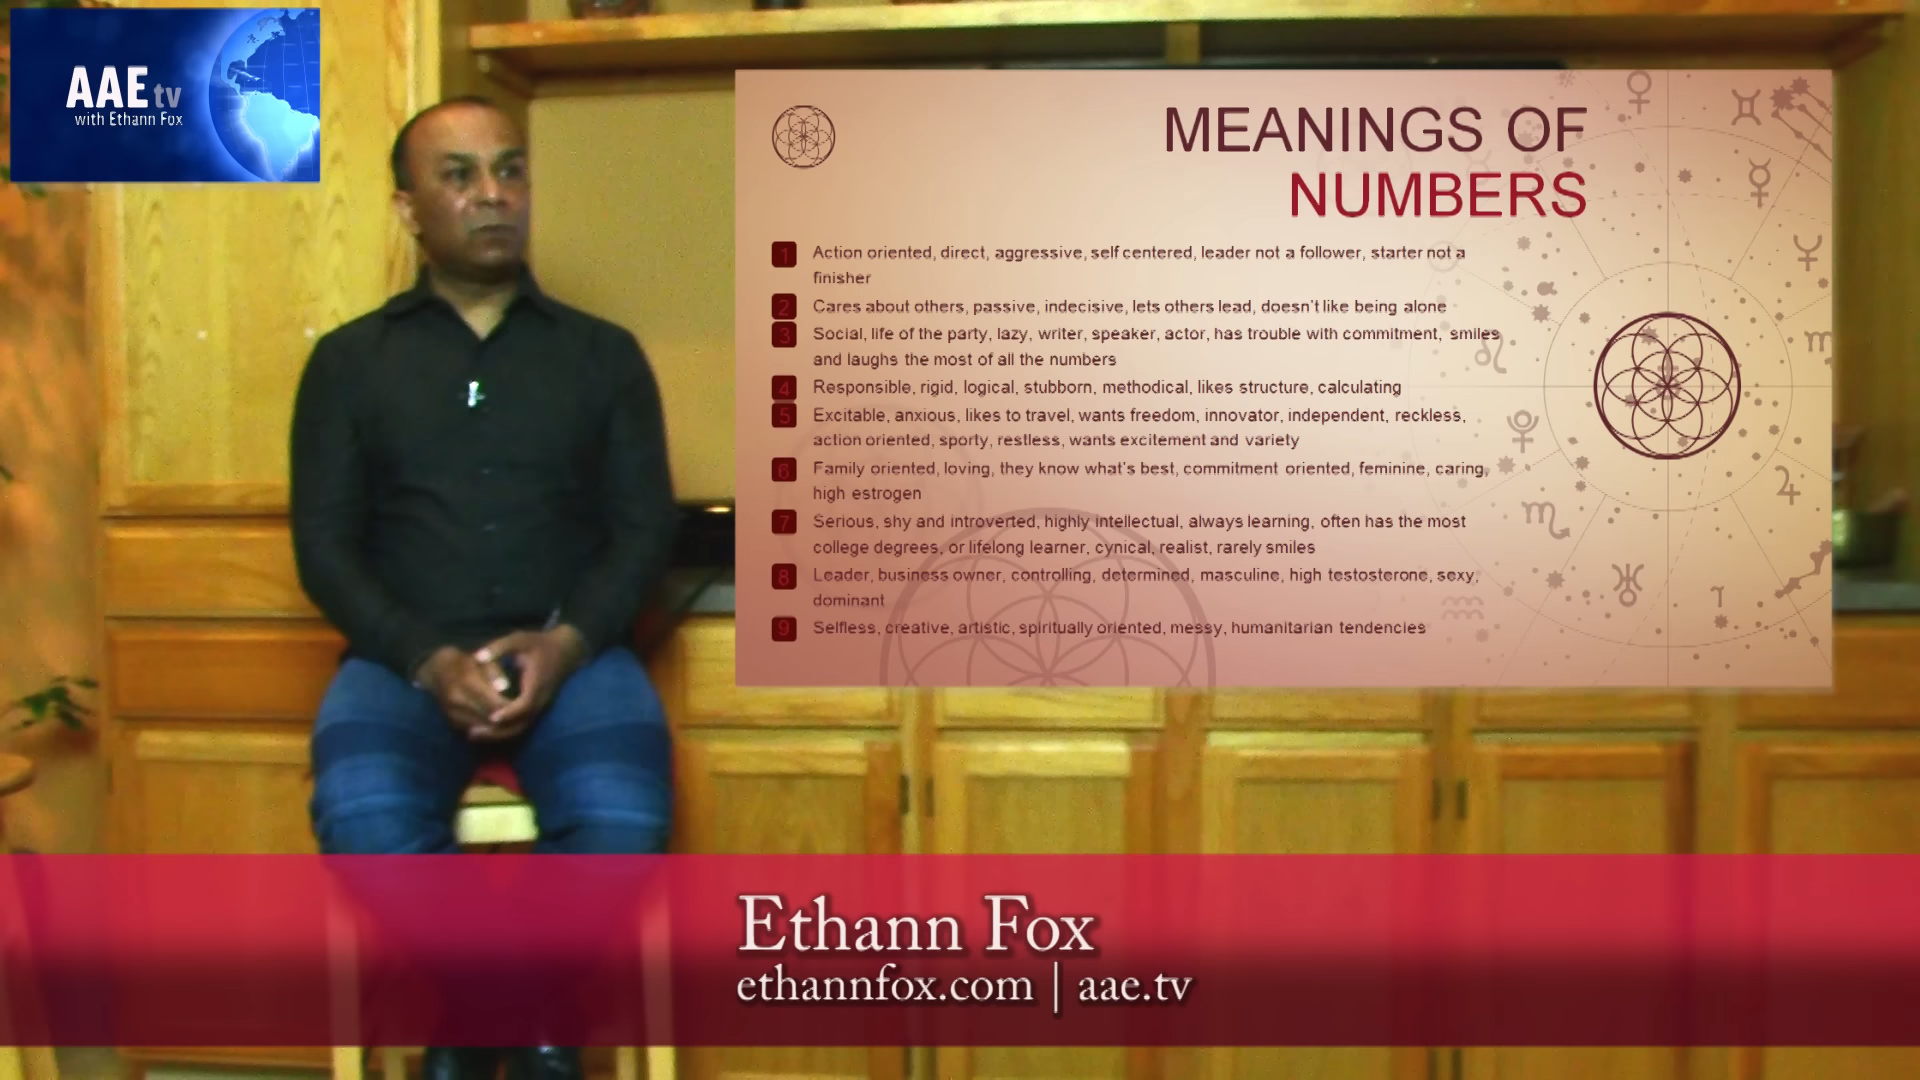 AAE tv
with Ethann Fox
MEANINGS OF
NUMBERS
1 Action oriented, direct, aggressive, self centered, leader not a follower, starter not a
finisher
2 Cares about others, passive, indecisive, lets others lead, doesn't like being alone
3 Social, life of the party, lazy, writer, speaker, actor, has trouble with commitment, smiles
and laughs the most of all the numbers
4 Responsible, rigid, logical, stubborn, methodical, likes structure, calculating
5 Excitable, anxious, likes to travel, wants freedom, innovator, independent, reckless,
action oriented, sporty, restless, wants excitement and variety
6 Family oriented, loving, they know what's best, commitment oriented, feminine, caring,
high estrogen
7 Serious, shy and introverted, highly intellectual, always learning, often has the most
college degrees, or lifelong learner, cynical, realist, rarely smiles
8 Leader, business owner, controlling, determined, masculine, high testosterone, sexy,
dominant
9 Selfless, creative, artistic, spiritually oriented, messy, humanitarian tendencies
Ethann Fox
ethannfox.com | aae.tv